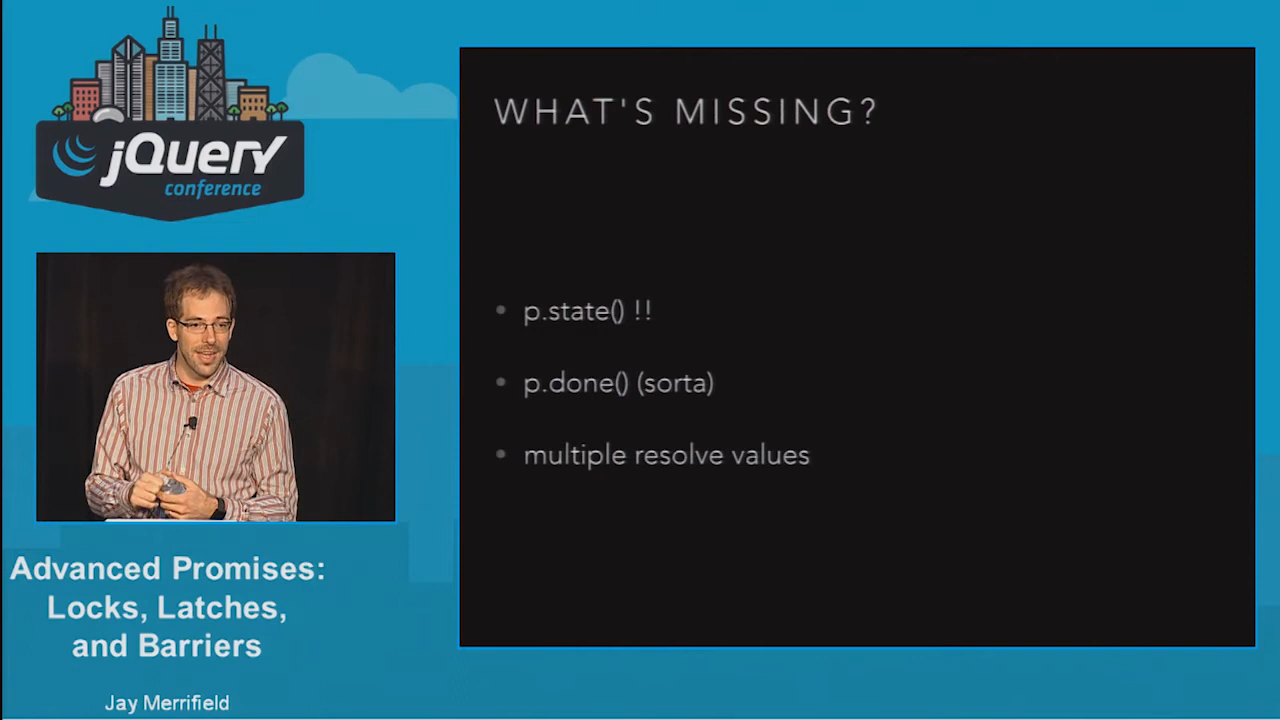 jQuery
conference
WHAT'S MISSING?
• p.state() !!
• p.done() (sorta)
• multiple resolve values
Advanced Promises:
Locks, Latches,
and Barriers
Jay Merrifield